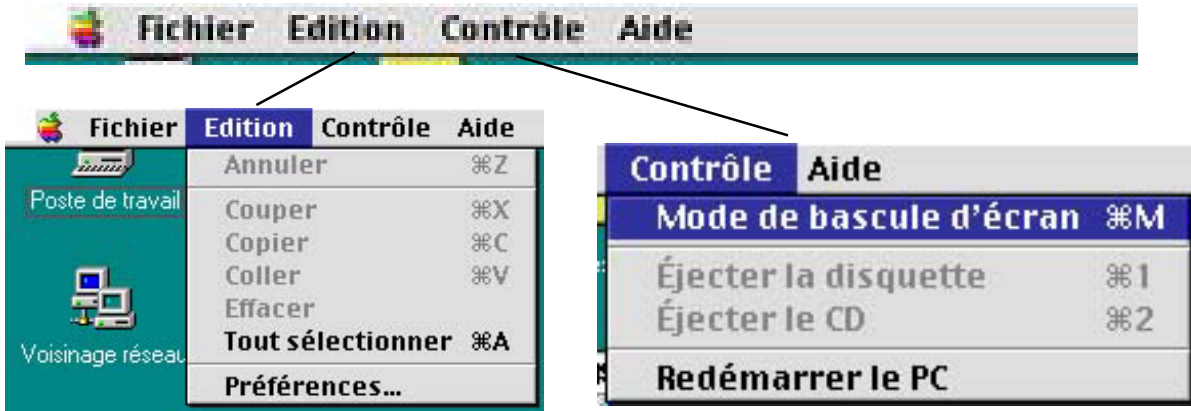 Fichier Edition Contrôle Aide
Fichier Edition Contrôle Aide
Poste de travail
Voisinage réseau
Annuler ⌘Z
Couper ⌘X
Copier ⌘C
Coller ⌘V
Effacer
Tout sélectionner ⌘A
Préférences...
Contrôle Aide
Mode de bascule d'écran ⌘M
Éjecter la disquette ⌘1
Éjecter le CD ⌘2
Redémarrer le PC